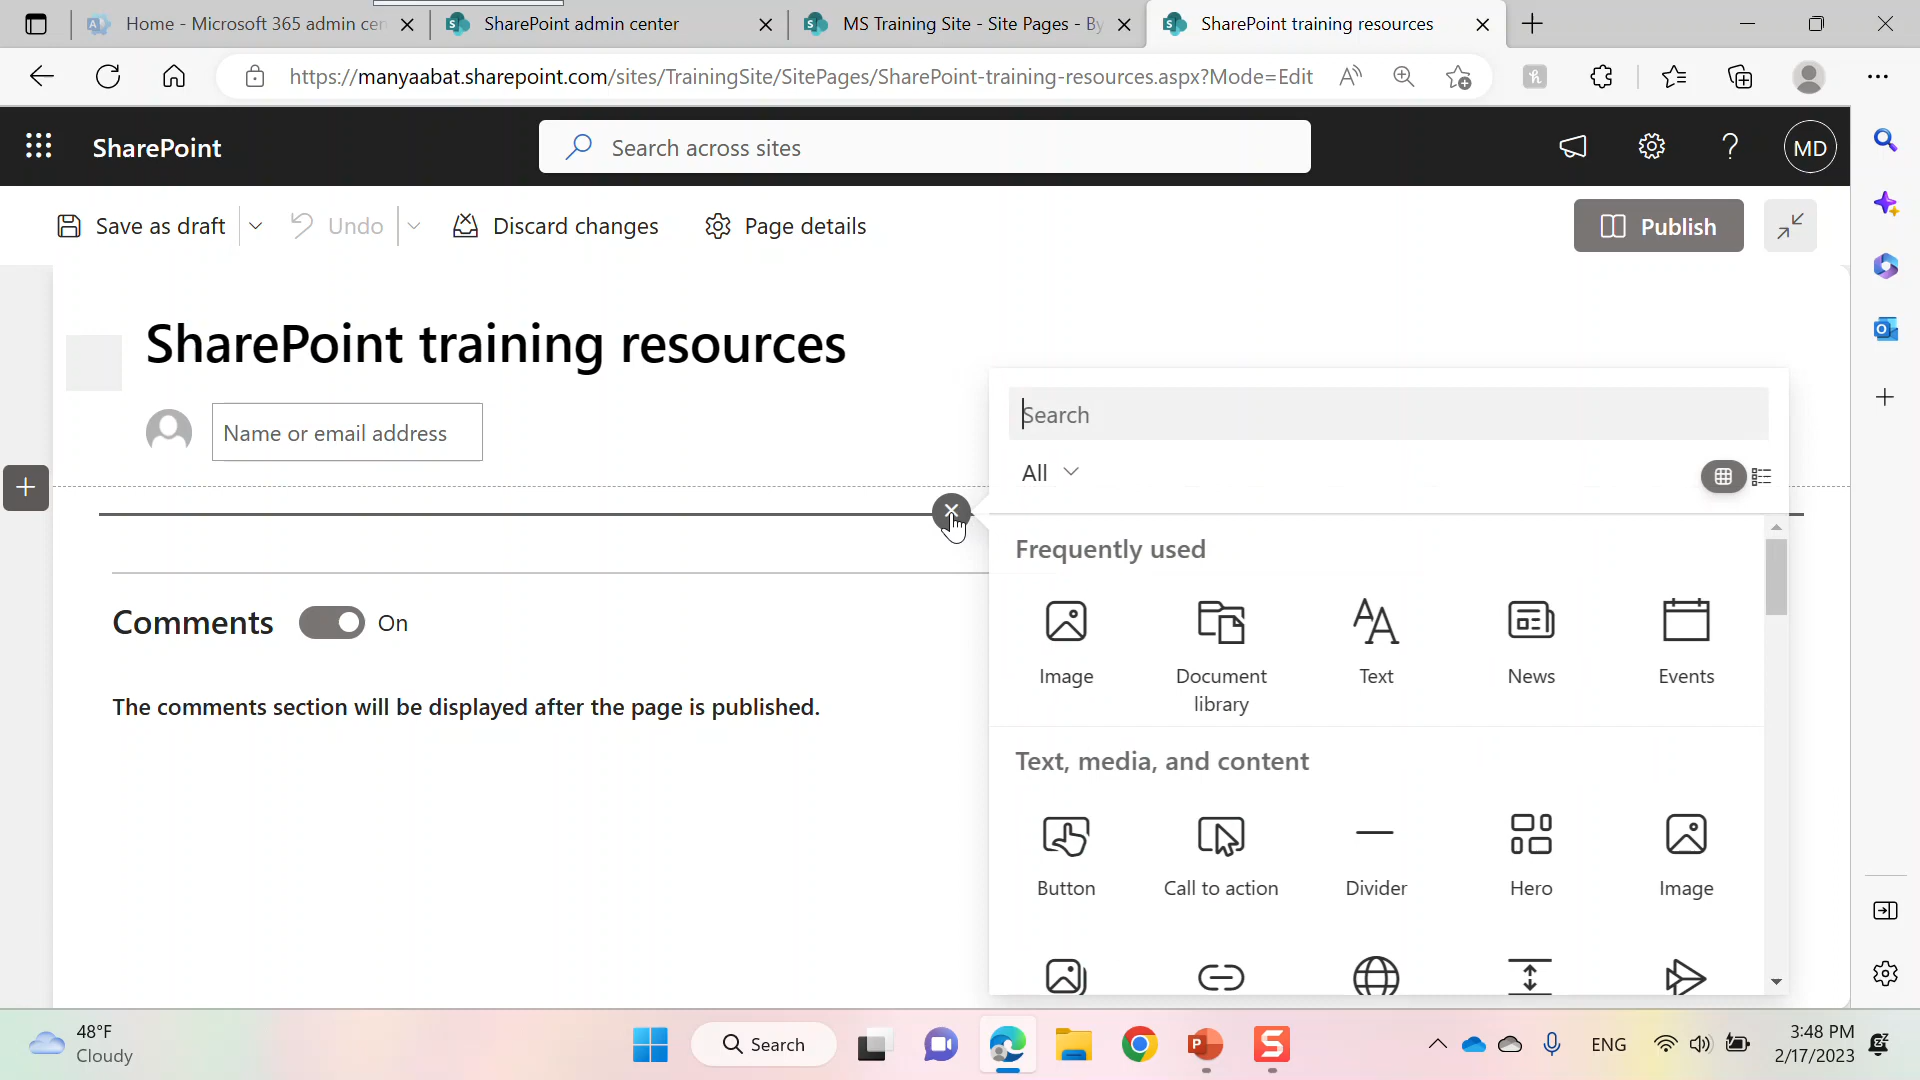 Home - Microsoft 365 admin cen
SharePoint admin center
MS Training Site - Site Pages - By
SharePoint training resources
https://manyaabat.sharepoint.com/sites/TrainingSite/SitePages/SharePoint-training-resources.aspx?Mode=Edit
SharePoint
Search across sites
MD
Save as draft
Undo
Discard changes
Page details
Publish
SharePoint training resources
Name or email address
Search
All
Frequently used
Image
Document
library
Text
News
Events
Comments
On
The comments section will be displayed after the page is published.
Text, media, and content
Button
Call to action
Divider
Hero
Image
48°F
Cloudy
Search
ENG
3:48 PM
2/17/2023